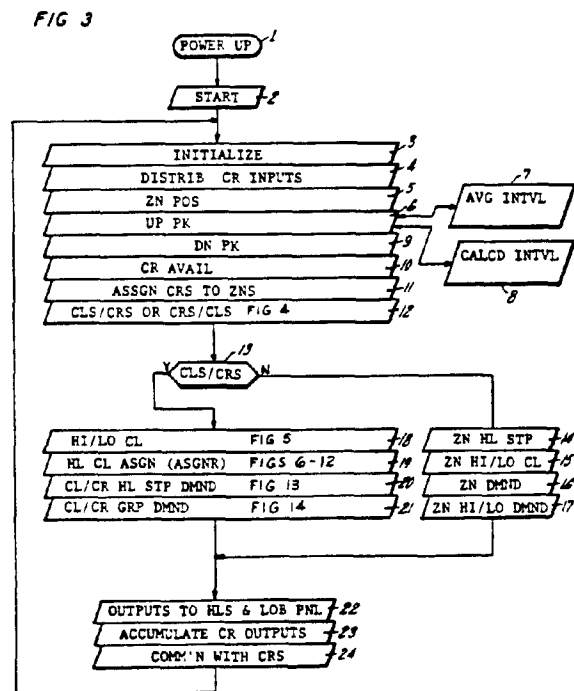 FIG 3
POWER UP 1
START 2
INITIALIZE 3
DISTRIB CR INPUTS 4
ZN POS 5
UP PK 6
AVG INTVL 7
CALCD INTVL 8
DN PK 9
CR AVAIL 10
ASSGN CRS TO ZNS 11
CLS/CRS OR CRS/CLS FIG 4 12
Y CLS/CRS N 13
HI/LO CL FIG 5 18
HL CL ASGN (ASGNR) FIGS 6-12 19
CL/CR HL STP DMND FIG 13 20
CL/CR GRP DMND FIG 14 21
ZN HL STP 14
ZN HI/LO CL 15
ZN DMND 16
ZN HI/LO DMND 17
OUTPUTS TO HLS & LOB PNL 22
ACCUMULATE CR OUTPUTS 23
COMM'N WITH CRS 24